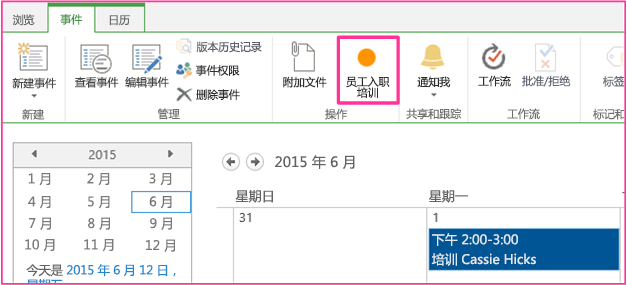 浏览 事件 日历
新建事件
查看事件
编辑事件
版本历史记录
事件权限
删除事件
附加文件
员工入职
培训
通知我
工作流
批准/拒绝
标签
新建
管理
操作
共享和跟踪
工作流
标记和
2015
1 月 2 月 3 月
4 月 5 月 6 月
7 月 8 月 9 月
10 月 11 月 12 月
今天是 2015 年 6 月 12 日，
2015 年 6 月
星期日 星期一
31 1
下午 2:00-3:00
培训 Cassie Hicks